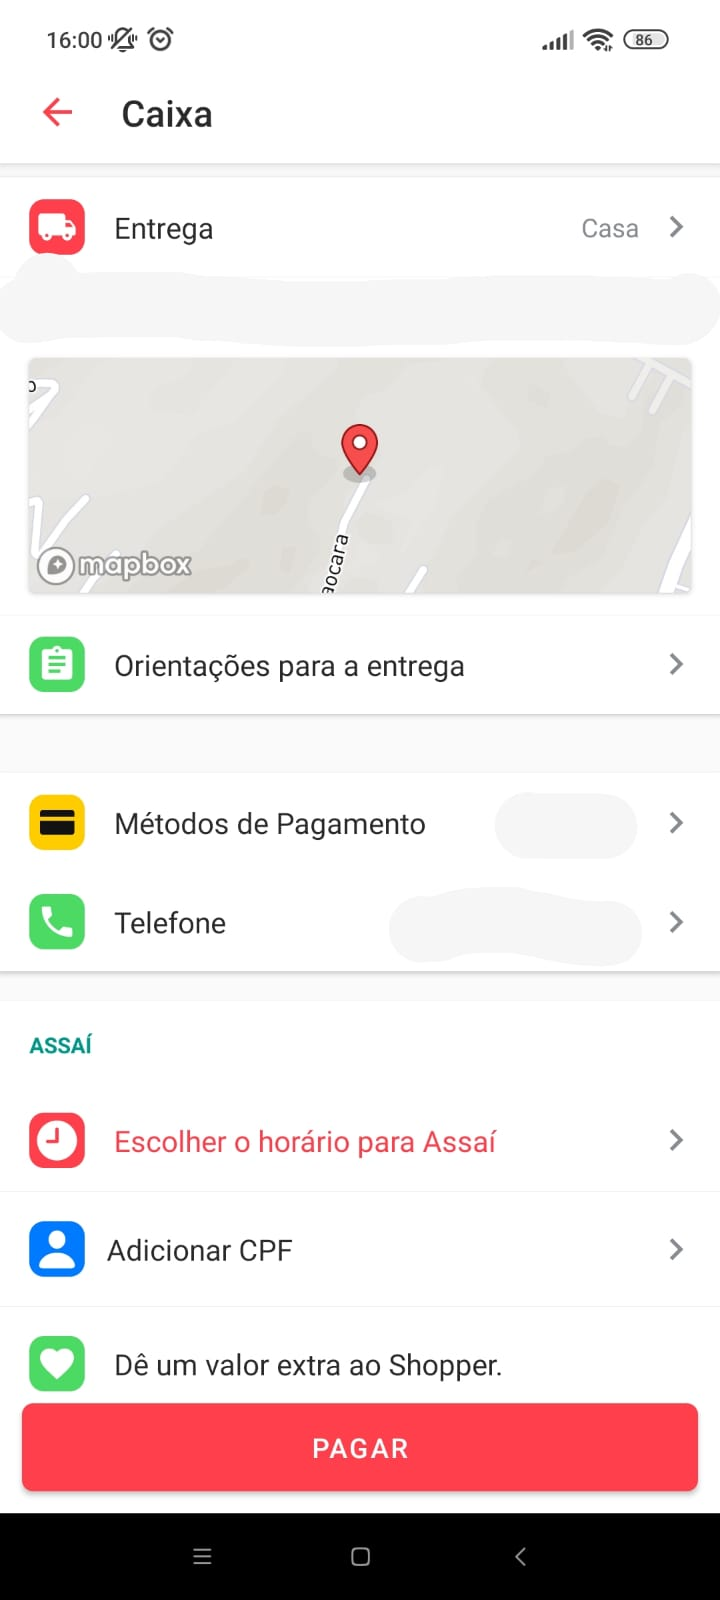 16:00
86
Caixa
Entrega
Casa
mapbox
Orientações para a entrega
Métodos de Pagamento
Telefone
ASSAÍ
Escolher o horário para Assaí
Adicionar CPF
Dê um valor extra ao Shopper.
PAGAR